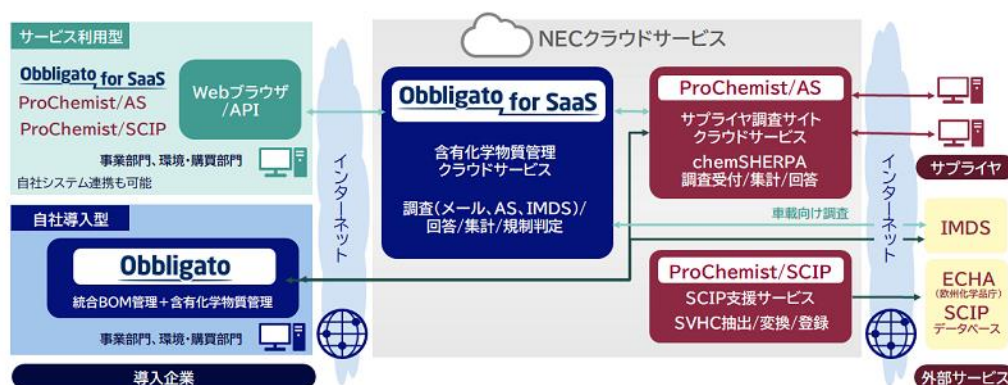 サービス利用型
Obbligato for SaaS
ProChemist/AS
ProChemist/SCIP
Webブラウザ
/API
事業部門、環境・購買部門
自社システム連携も可能
自社導入型
Obbligato
統合BOM管理＋含有化学物質管理
事業部門、環境・購買部門
導入企業
インターネット
NECクラウドサービス
Obbligato for SaaS
含有化学物質管理
クラウドサービス
調査(メール、AS、IMDS)/
回答/集計/規制判定
ProChemist/AS
サプライヤ調査サイト
クラウドサービス
chemSHERPA
調査受付/集計/回答
車載向け調査
ProChemist/SCIP
SCIP支援サービス
SVHC抽出/変換/登録
インターネット
サプライヤ
IMDS
ECHA
(欧州化学品庁)
SCIP
データベース
外部サービス